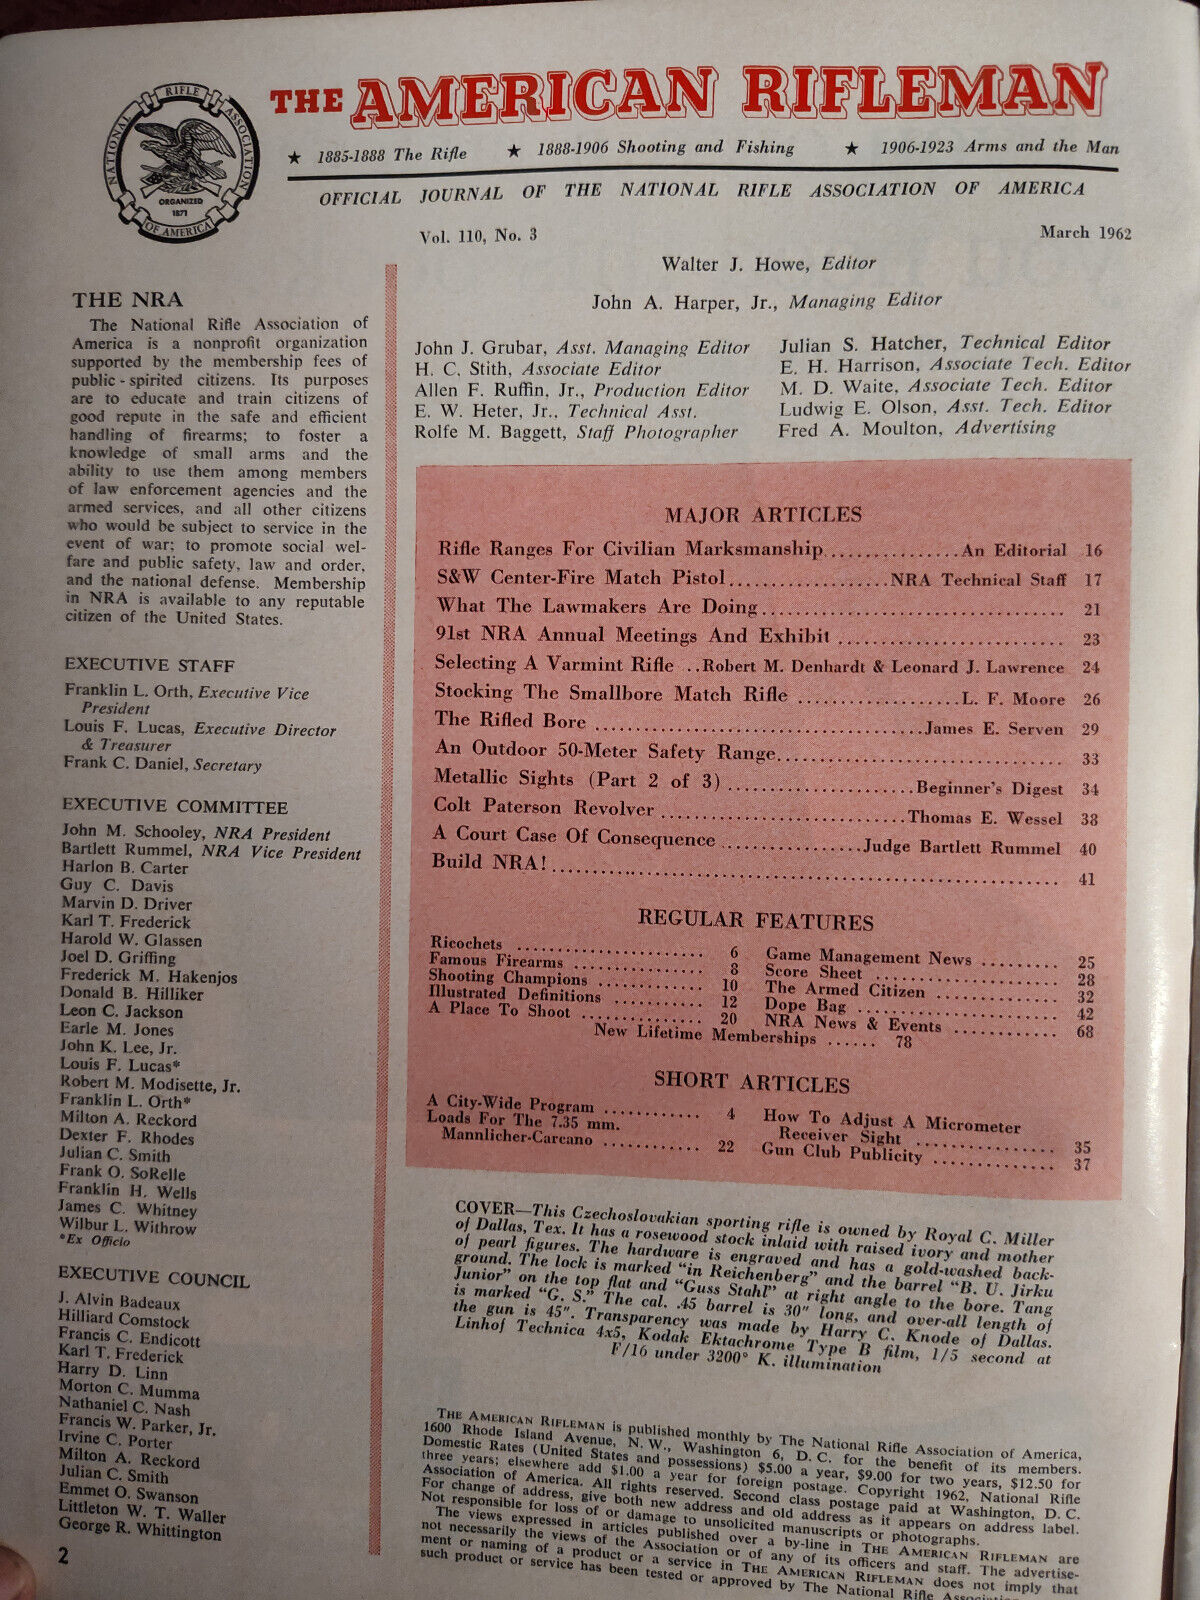 NATIONAL RIFLE ASSOCIATION OF AMERICA
ORGANIZED
1871
THE AMERICAN RIFLEMAN
★ 1885-1888 The Rifle ★ 1888-1906 Shooting and Fishing ★ 1906-1923 Arms and the Man
OFFICIAL JOURNAL OF THE NATIONAL RIFLE ASSOCIATION OF AMERICA
Vol. 110, No. 3
March 1962
Walter J. Howe, Editor
John A. Harper, Jr., Managing Editor
John J. Grubar, Asst. Managing Editor
H. C. Stith, Associate Editor
Allen F. Ruffin, Jr., Production Editor
E. W. Heter, Jr., Technical Asst.
Rolfe M. Baggett, Staff Photographer
Julian S. Hatcher, Technical Editor
E. H. Harrison, Associate Tech. Editor
M. D. Waite, Associate Tech. Editor
Ludwig E. Olson, Asst. Tech. Editor
Fred A. Moulton, Advertising
THE NRA
The National Rifle Association of
America is a nonprofit organization
supported by the membership fees of
public-spirited citizens. Its purposes
are to educate and train citizens of
good repute in the safe and efficient
handling of firearms; to foster a
knowledge of small arms and the
ability to use them among members
of law enforcement agencies and the
armed services, and all other citizens
who would be subject to service in the
event of war; to promote social wel-
fare and public safety, law and order,
and the national defense. Membership
in NRA is available to any reputable
citizen of the United States.
EXECUTIVE STAFF
Franklin L. Orth, Executive Vice
President
Louis F. Lucas, Executive Director
& Treasurer
Frank C. Daniel, Secretary
EXECUTIVE COMMITTEE
John M. Schooley, NRA President
Bartlett Rummel, NRA Vice President
Harlon B. Carter
Guy C. Davis
Marvin D. Driver
Karl T. Frederick
Harold W. Glassen
Joel D. Griffing
Frederick M. Hakenjos
Donald B. Hilliker
Leon C. Jackson
Earle M. Jones
John K. Lee, Jr.
Louis F. Lucas*
Robert M. Modisette, Jr.
Franklin L. Orth*
Milton A. Reckord
Dexter F. Rhodes
Julian C. Smith
Frank O. SoRelle
Franklin H. Wells
James C. Whitney
Wilbur L. Withrow
*Ex Officio
EXECUTIVE COUNCIL
J. Alvin Badeaux
Hilliard Comstock
Francis C. Endicott
Karl T. Frederick
Harry D. Linn
Morton C. Mumma
Nathaniel C. Nash
Francis W. Parker, Jr.
Irvine C. Porter
Milton A. Reckord
Julian C. Smith
Emmet O. Swanson
Littleton W. T. Waller
George R. Whittington
2
MAJOR ARTICLES
Rifle Ranges For Civilian Marksmanship...............An Editorial 16
S&W Center-Fire Match Pistol..................NRA Technical Staff 17
What The Lawmakers Are Doing.................................. 21
91st NRA Annual Meetings And Exhibit ......................... 23
Selecting A Varmint Rifle ..Robert M. Denhardt & Leonard J. Lawrence 24
Stocking The Smallbore Match Rifle ..................L. F. Moore 26
The Rifled Bore .....................................James E. Serven 29
An Outdoor 50-Meter Safety Range................................ 33
Metallic Sights (Part 2 of 3) .....................Beginner's Digest 34
Colt Paterson Revolver ...........................Thomas E. Wessel 38
A Court Case Of Consequence ................Judge Bartlett Rummel 40
Build NRA!......................................................... 41
REGULAR FEATURES
Ricochets ..................... 6
Famous Firearms ............... 8
Shooting Champions ............ 10
Illustrated Definitions .......... 12
A Place To Shoot .............. 20
Game Management News ......... 25
Score Sheet .................... 28
The Armed Citizen .............. 32
Dope Bag ....................... 42
NRA News & Events ............ 68
New Lifetime Memberships ...... 78
SHORT ARTICLES
A City-Wide Program ........... 4
Loads For The 7.35 mm.
Mannlicher-Carcano ........... 22
How To Adjust A Micrometer
Receiver Sight ................ 35
Gun Club Publicity .............. 37
COVER—This Czechoslovakian sporting rifle is owned by Royal C. Miller
of Dallas, Tex. It has a rosewood stock inlaid with raised ivory and mother
of pearl figures. The hardware is engraved and has a gold-washed back-
ground. The lock is marked "in Reichenberg" and the barrel "B. U. Jirku
Junior" on the top flat and "Guss Stahl" at right angle to the bore. Tang
is marked "G. S." The cal. .45 barrel is 30" long, and over-all length of
the gun is 45". Transparency was made by Harry C. Knode of Dallas.
Linhof Technica 4x5, Kodak Ektachrome Type B film, 1/5 second at
F/16 under 3200° K. illumination
THE AMERICAN RIFLEMAN is published monthly by The National Rifle Association of America,
1600 Rhode Island Avenue, N. W., Washington 6, D. C. for the benefit of its members.
Domestic Rates (United States and possessions) $5.00 a year, $9.00 for two years, $12.50 for
three years; elsewhere add $1.00 a year for foreign postage. Copyright 1962, National Rifle
Association of America. All rights reserved. Second class postage paid at Washington, D. C.
For change of address, give both new address and old address as it appears on address label.
Not responsible for loss of or damage to unsolicited manuscripts or photographs.
The views expressed in articles published over a by-line in THE AMERICAN RIFLEMAN are
not necessarily the views of the Association or of any of its officers and staff. The advertise-
ment or naming of a product or a service in THE AMERICAN RIFLEMAN does not imply that
such product or service has been tested or approved by The National Rifle